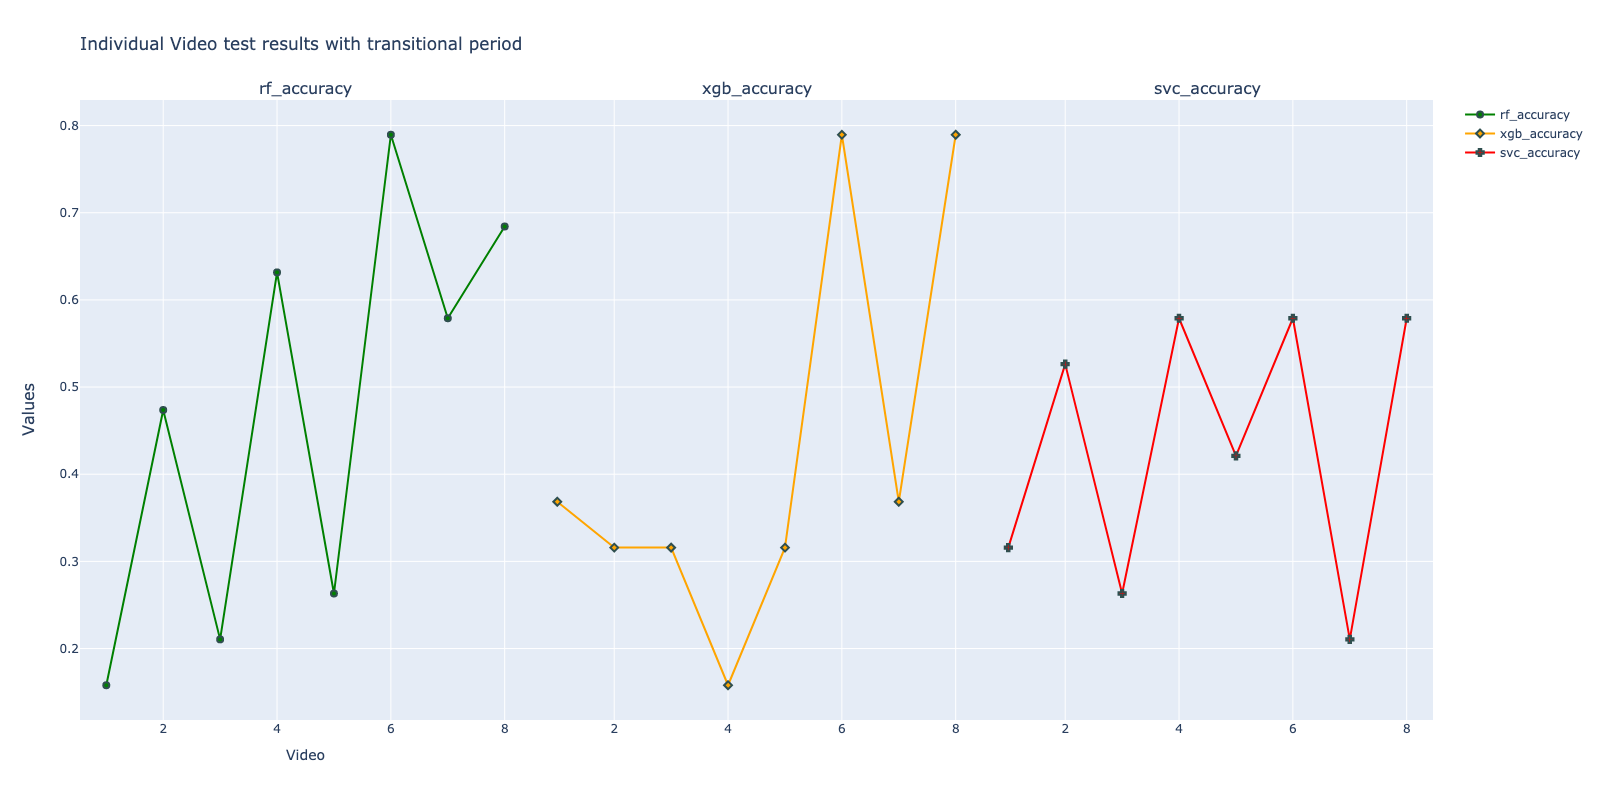 Individual Video test results with transitional period
rf_accuracy
xgb_accuracy
svc_accuracy
rf_accuracy
xgb_accuracy
svc_accuracy
0.8
0.7
0.6
0.5
0.4
0.3
0.2
Values
2 4 6 8 2 4 6 8 2 4 6 8
Video